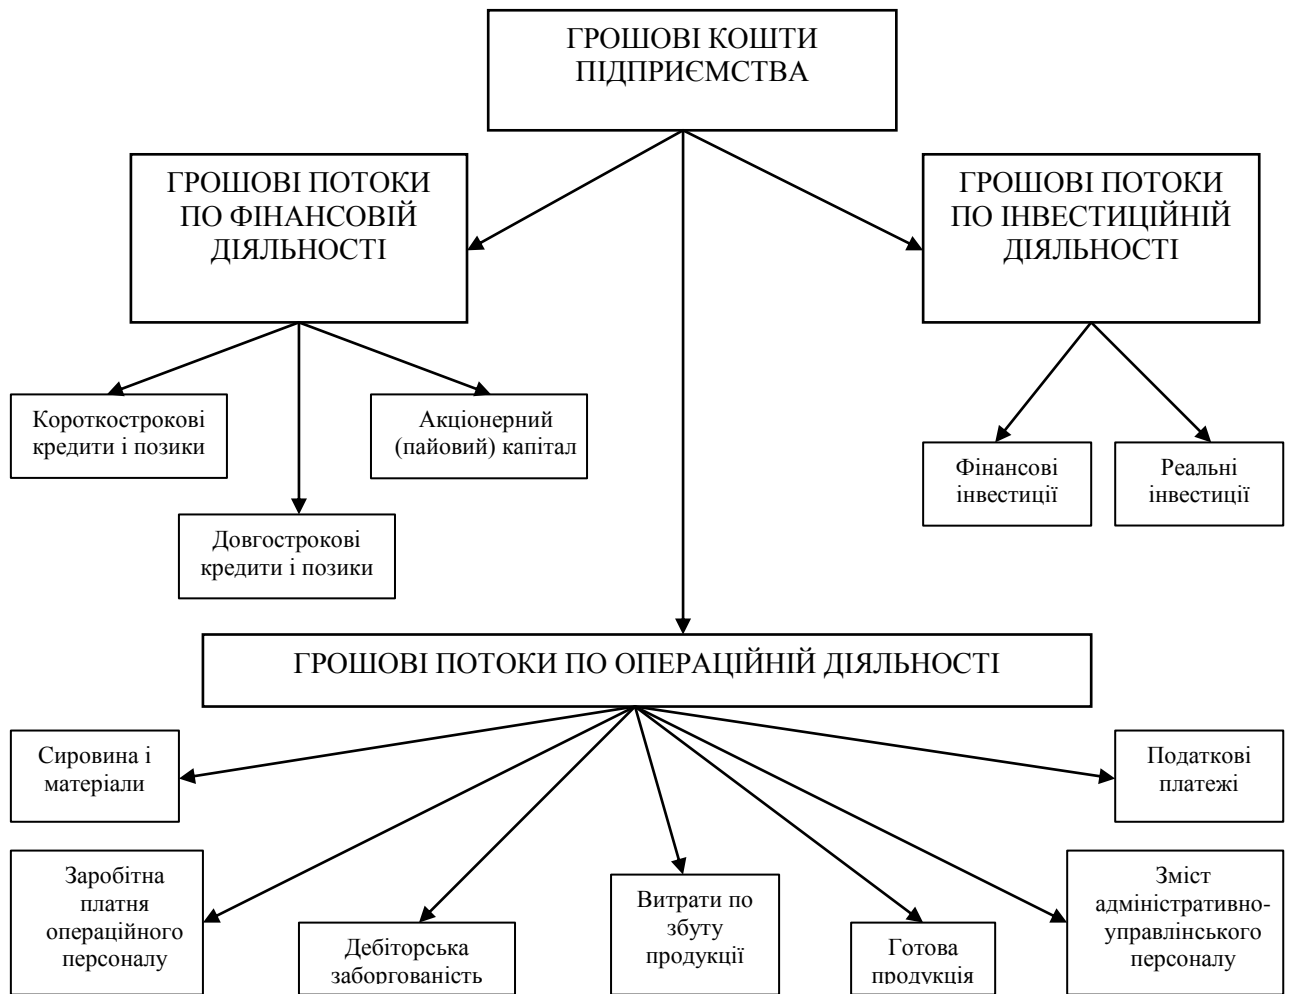 ГРОШОВІ КОШТИ
ПІДПРИЄМСТВА
ГРОШОВІ ПОТОКИ
ПО ФІНАНСОВІЙ
ДІЯЛЬНОСТІ
ГРОШОВІ ПОТОКИ
ПО ІНВЕСТИЦІЙНІЙ
ДІЯЛЬНОСТІ
Короткострокові
кредити і позики
Акціонерний
(пайовий) капітал
Довгострокові
кредити і позики
Фінансові
інвестиції
Реальні
інвестиції
ГРОШОВІ ПОТОКИ ПО ОПЕРАЦІЙНІЙ ДІЯЛЬНОСТІ
Сировина і
матеріали
Податкові
платежі
Заробітна
платня
операційного
персоналу
Дебіторська
заборгованість
Витрати по
збуту
продукції
Готова
продукція
Зміст
адміністративно-
управлінського
персоналу